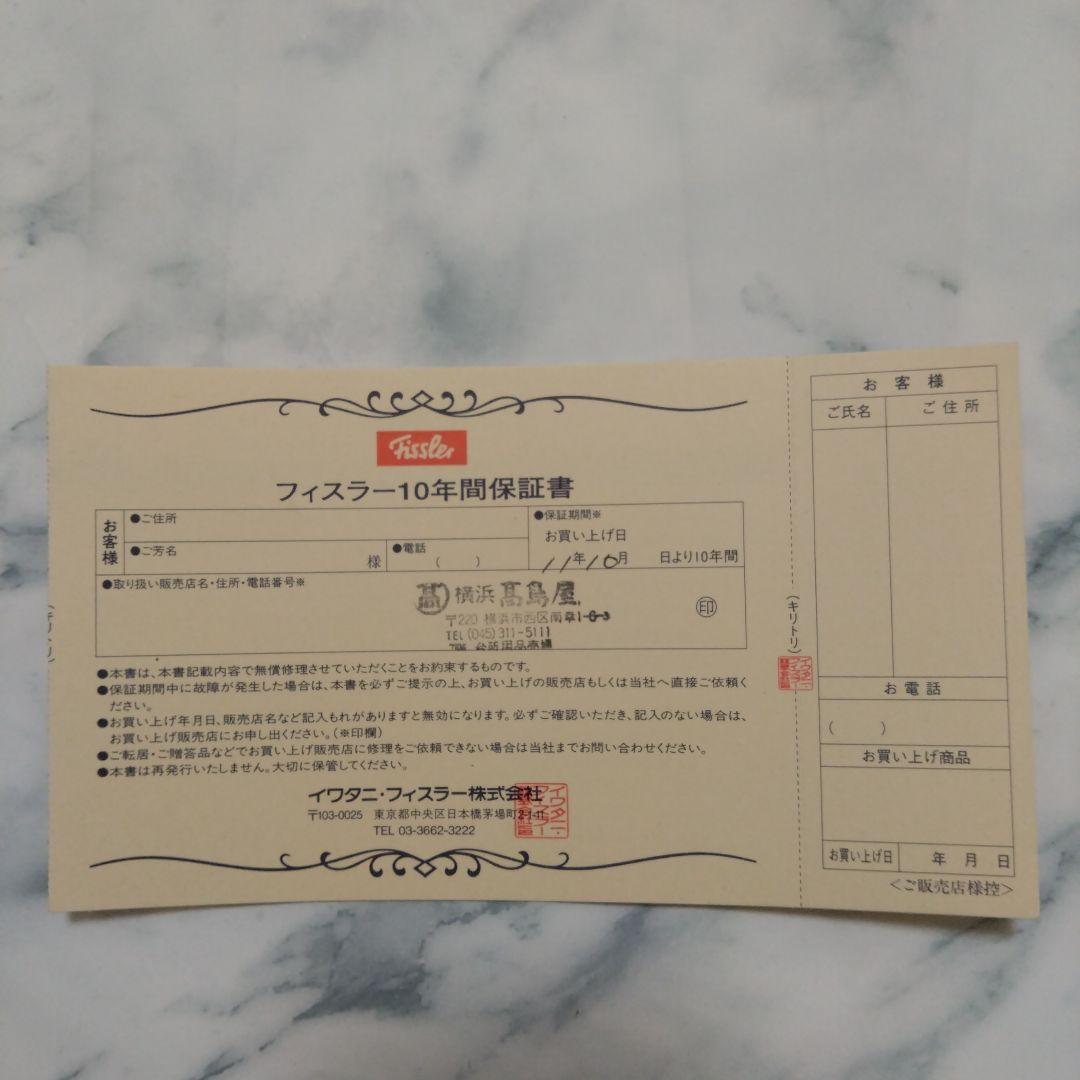 Fissler
フィスラー10年間保証書
お客様
●ご住所
●ご芳名
様
●電話
( )
●保証期間※
お買い上げ日
11年10月 日より10年間
●取り扱い販売店名・住所・電話番号※
髙 横浜 髙島屋
〒220 横浜市西区南幸1-6-3
TEL (045) 311-5111
7階 台所用品売場
印
●本書は、本書記載内容で無償修理させていただくことをお約束するものです。
●保証期間中に故障が発生した場合は、本書を必ずご提示の上、お買い上げの販売店もしくは当社へ直接ご依頼く
ださい。
●お買い上げ年月日、販売店名など記入もれがありますと無効になります。必ずご確認いただき、記入のない場合は、
お買い上げ販売店にお申し出ください。(※印欄)
●ご転居・ご贈答品などでお買い上げ販売店に修理をご依頼できない場合は当社までお問い合わせください。
●本書は再発行いたしません。大切に保管してください。
イワタニ・フィスラー株式会社
〒103-0025 東京都中央区日本橋茅場町2-1-11
TEL 03-3662-3222
(キリトリ)
(キリトリ)
お客様
ご氏名
ご住所
お電話
( )
お買い上げ商品
お買い上げ日
年 月 日
<ご販売店様控>